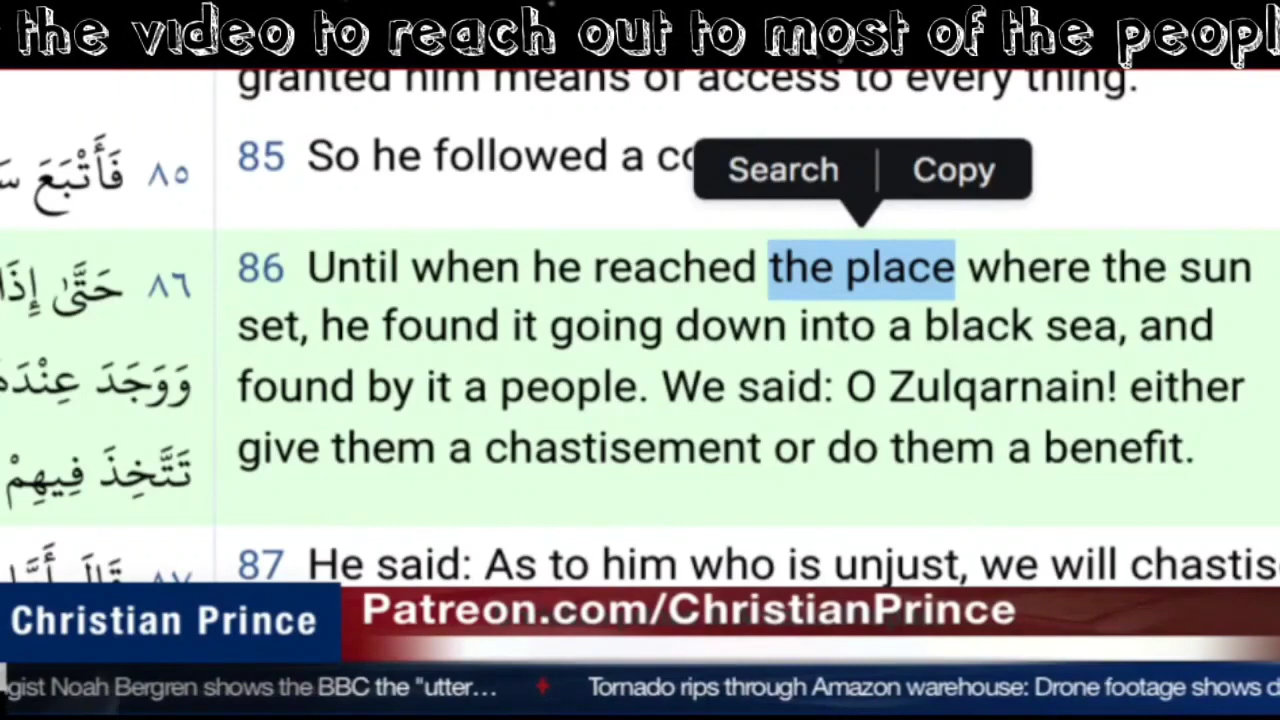 the video to reach out to most of the peopl
granted him means of access to every thing.
85 So he followed a
Search | Copy
فَأَتْبَعَ ٨٥
86 Until when he reached the place where the sun
set, he found it going down into a black sea, and
found by it a people. We said: O Zulqarnain! either
give them a chastisement or do them a benefit.
حَتَّىٰ إِذَا ٨٦
وَوَجَدَ عِنْدَهَ
تَتَّخِذَ فِيهِمْ
87 He said: As to him who is unjust, we will chastis
قَالَ أَمَّا ٨٧
Christian Prince
Patreon.com/ChristianPrince
gist Noah Bergren shows the BBC the "utter... Tornado rips through Amazon warehouse: Drone footage shows d